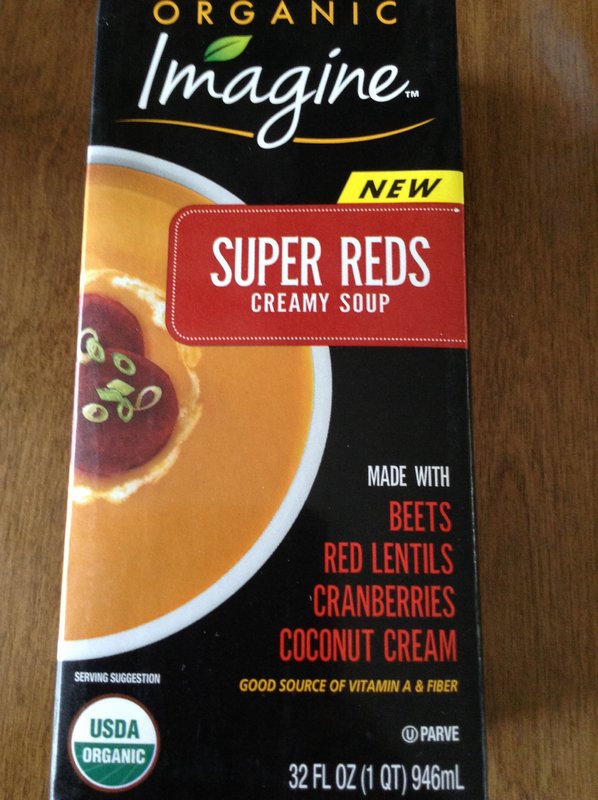 ORGANIC
Imagine™
NEW
SUPER REDS
CREAMY SOUP
MADE WITH
BEETS
RED LENTILS
CRANBERRIES
COCONUT CREAM
SERVING SUGGESTION
GOOD SOURCE OF VITAMIN A & FIBER
USDA
ORGANIC
Ⓤ PARVE
32 FL OZ (1 QT) 946mL